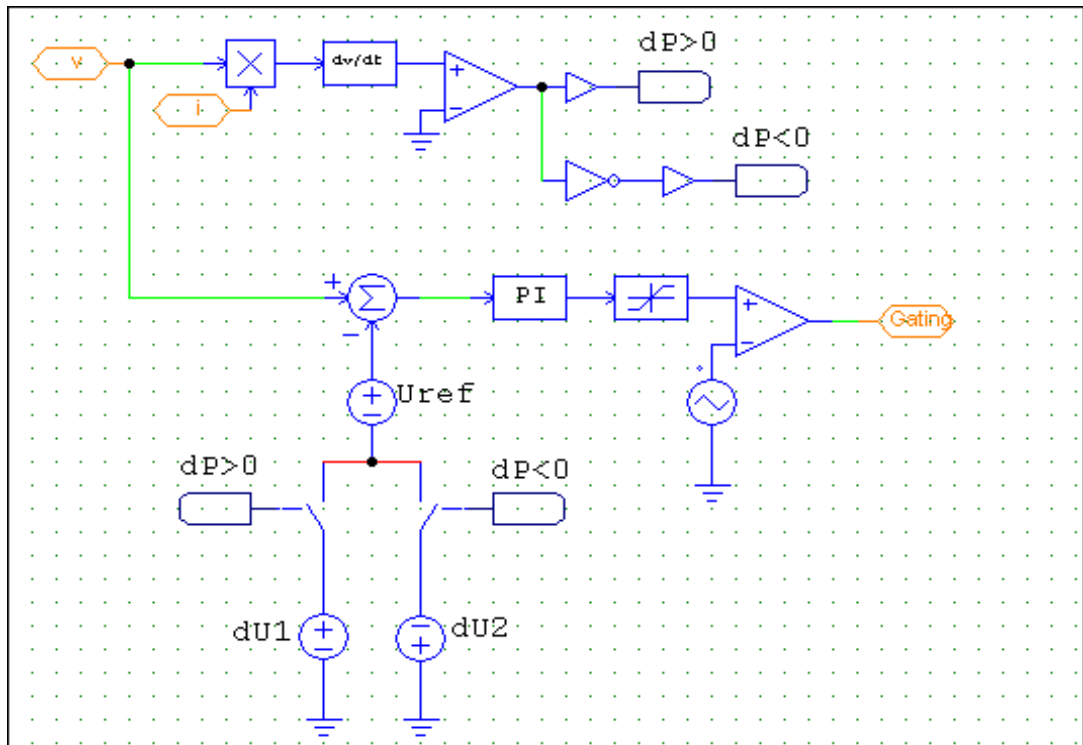 dP>0
v
dv/dt
i
dP<0
PI
Gating
Uref
dP>0
dP<0
dU1
dU2